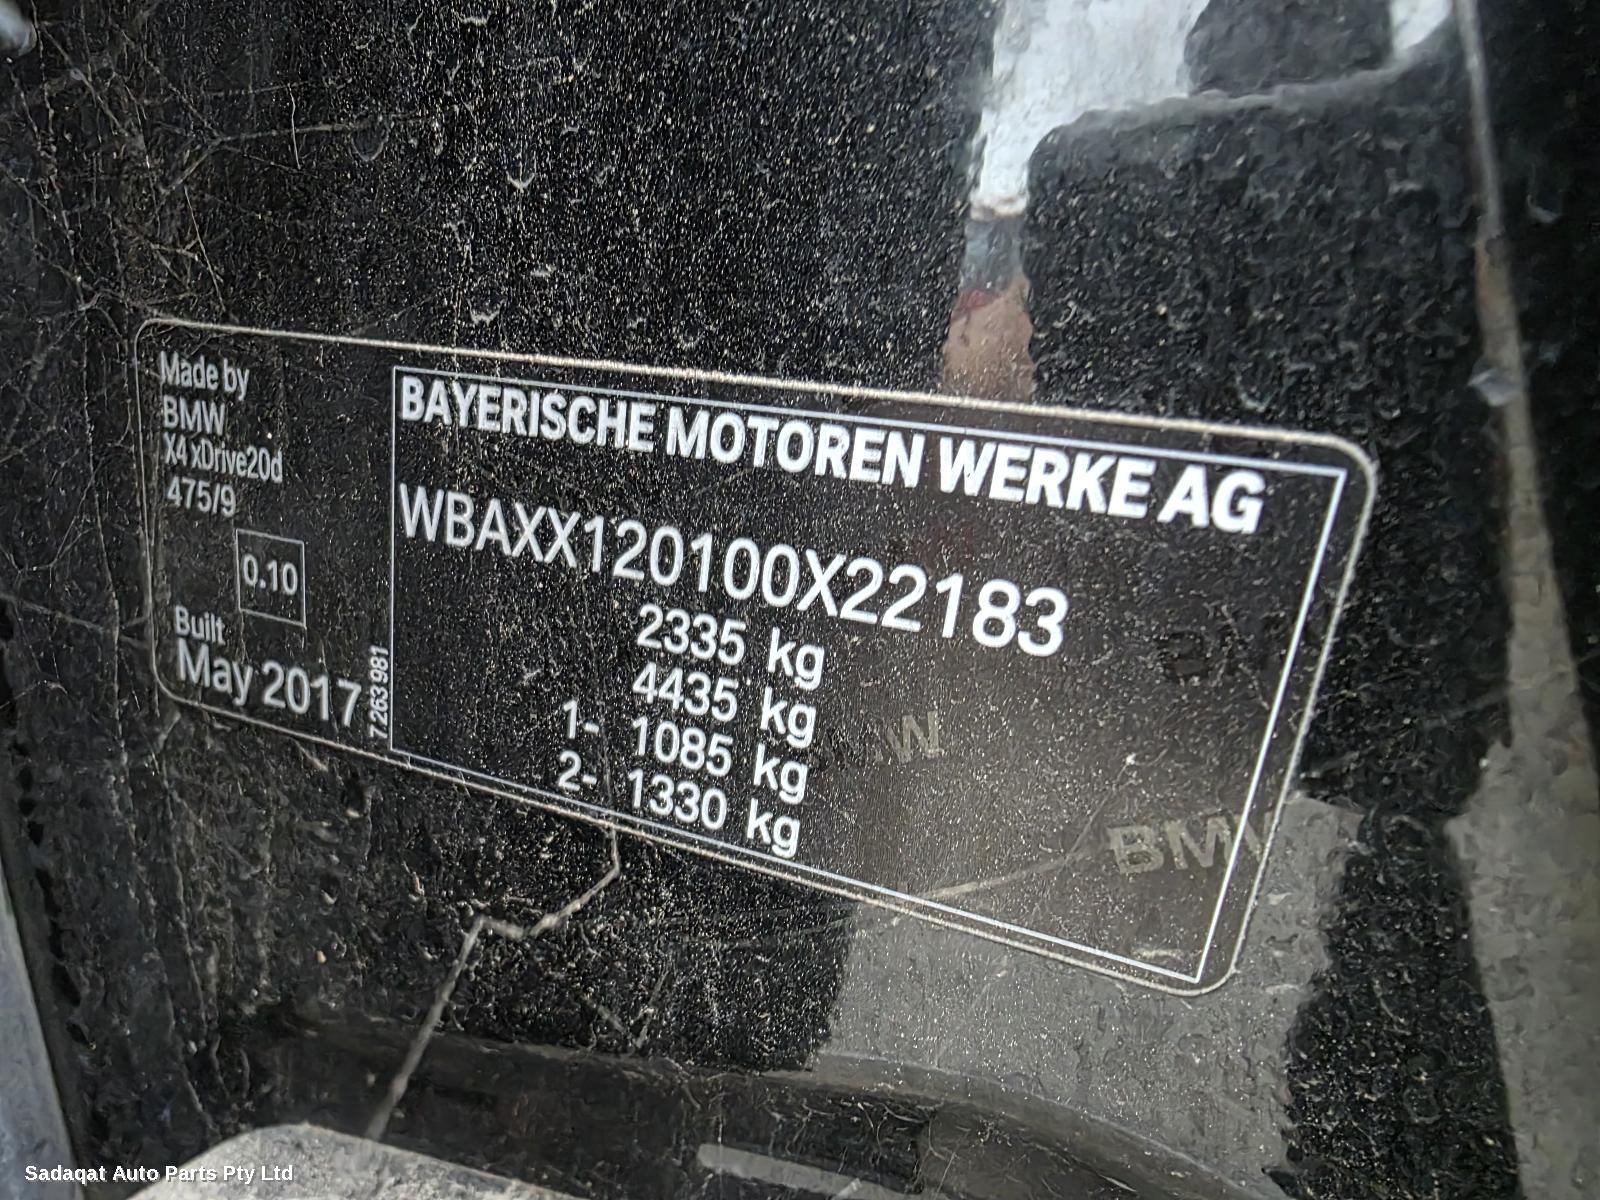 Made by
BMW
X4 xDrive20d
475/9
0.10
Built
May 2017
7263981
BAYERISCHE MOTOREN WERKE AG
WBAXX120100X22183
2335 kg
4435 kg
1- 1085 kg
2- 1330 kg
BMW
BMW
Sadaqat Auto Parts Pty Ltd